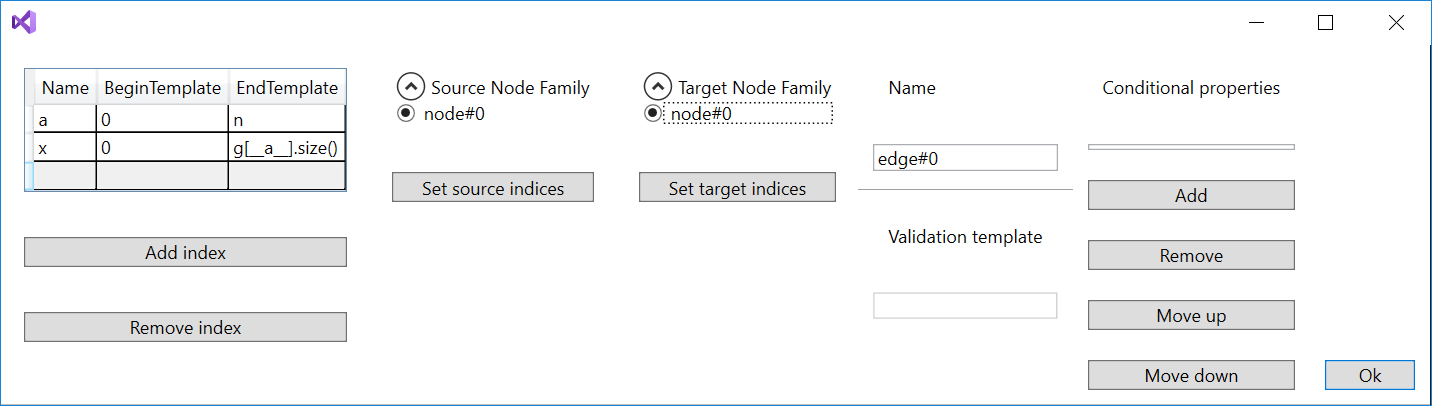 Name BeginTemplate EndTemplate
a 0 n
x 0 g[__a__].size()
Add index
Remove index
Source Node Family
node#0
Set source indices
Target Node Family
node#0
Set target indices
Name
edge#0
Validation template
Conditional properties
Add
Remove
Move up
Move down
Ok